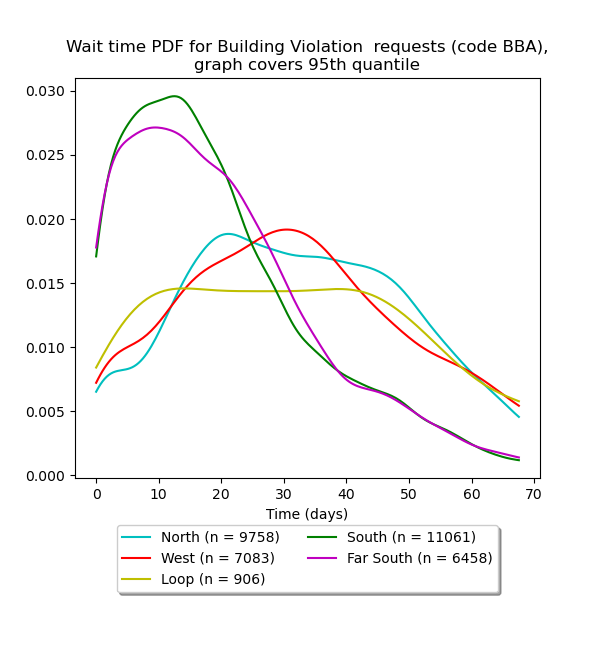 Wait time PDF for Building Violation  requests (code BBA),
graph covers 95th quantile
0.030
0.025
0.020
0.015
0.010
0.005
0.000
0 10 20 30 40 50 60 70
Time (days)
North (n = 9758)
West (n = 7083)
Loop (n = 906)
South (n = 11061)
Far South (n = 6458)